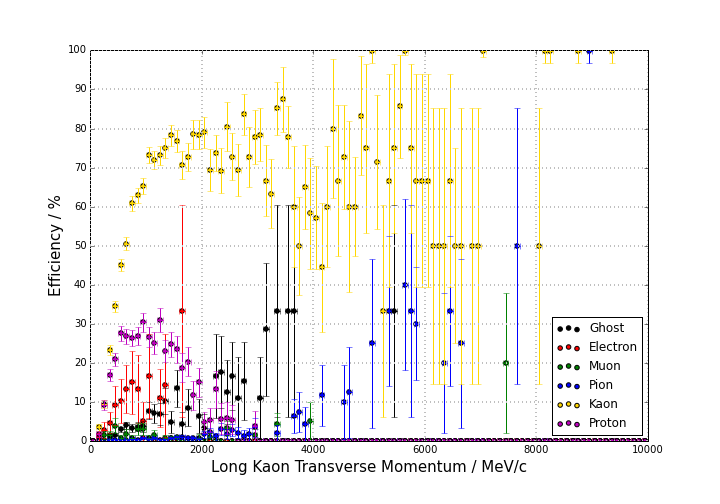 100
90
80
70
60
50
40
30
20
10
0
Efficiency / %
0 2000 4000 6000 8000 10000
Long Kaon Transverse Momentum / MeV/c
Ghost
Electron
Muon
Pion
Kaon
Proton